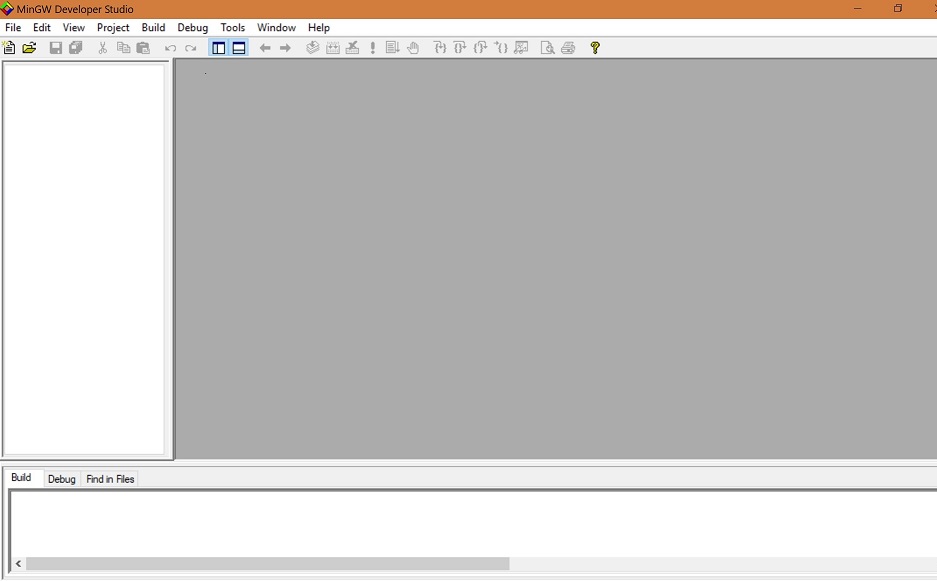 MinGW Developer Studio
File Edit View Project Build Debug Tools Window Help
Build Debug Find in Files